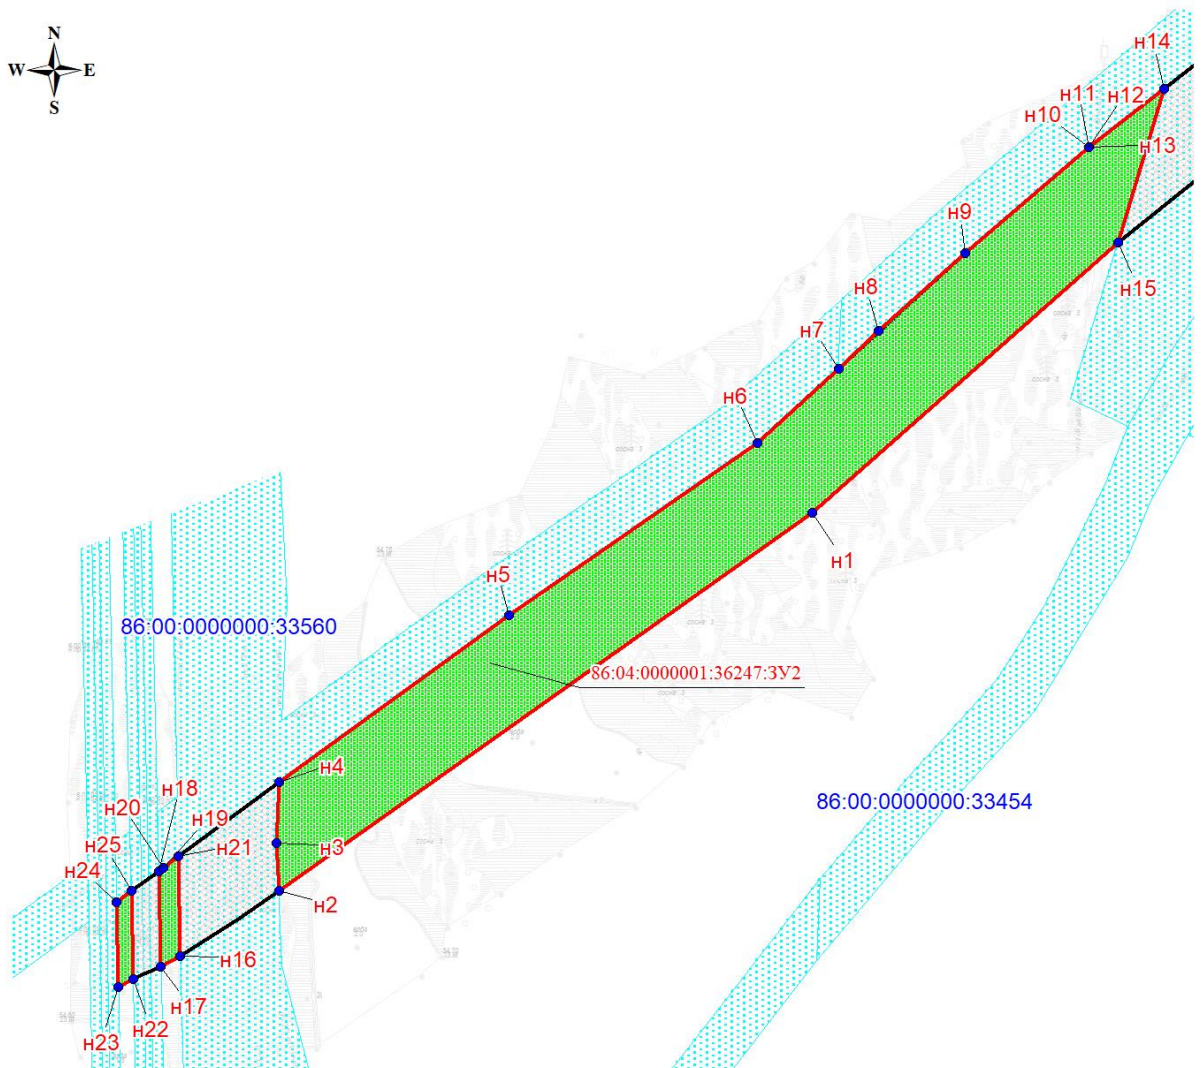 N
W E
S
н14
н11 н12
н10
н13
н9
н15
н8
н7
н6
н1
н5
86:00:0000000:33560
86:04:0000001:36247:ЗУ2
н4
н18
н20
н19
86:00:0000000:33454
н25
н21
н3
н24
н2
н16
н17
н22
н23